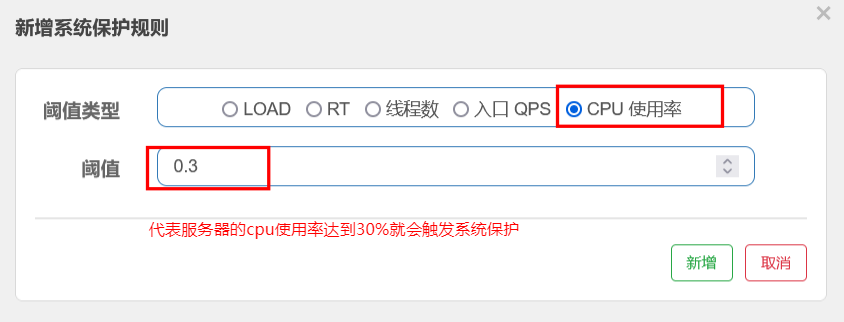 新增系统保护规则
×
阈值类型 LOAD RT 线程数 入口 QPS CPU 使用率
阈值 0.3
代表服务器的cpu使用率达到30%就会触发系统保护
新增 取消